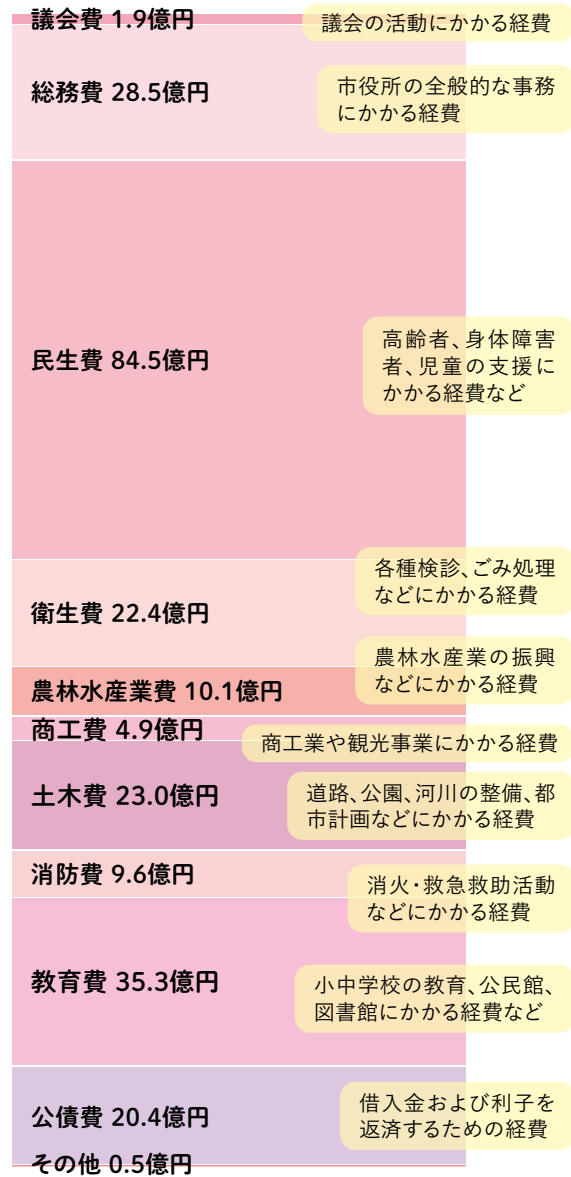 議会費 1.9億円
議会の活動にかかる経費
総務費 28.5億円
市役所の全般的な事務
にかかる経費
民生費 84.5億円
高齢者、身体障害
者、児童の支援に
かかる経費など
衛生費 22.4億円
各種検診、ごみ処理
などにかかる経費
農林水産業費 10.1億円
農林水産業の振興
などにかかる経費
商工費 4.9億円
商工業や観光事業にかかる経費
土木費 23.0億円
道路、公園、河川の整備、都
市計画などにかかる経費
消防費 9.6億円
消火・救急救助活動
などにかかる経費
教育費 35.3億円
小中学校の教育、公民館、
図書館にかかる経費など
公債費 20.4億円
借入金および利子を
返済するための経費
その他 0.5億円